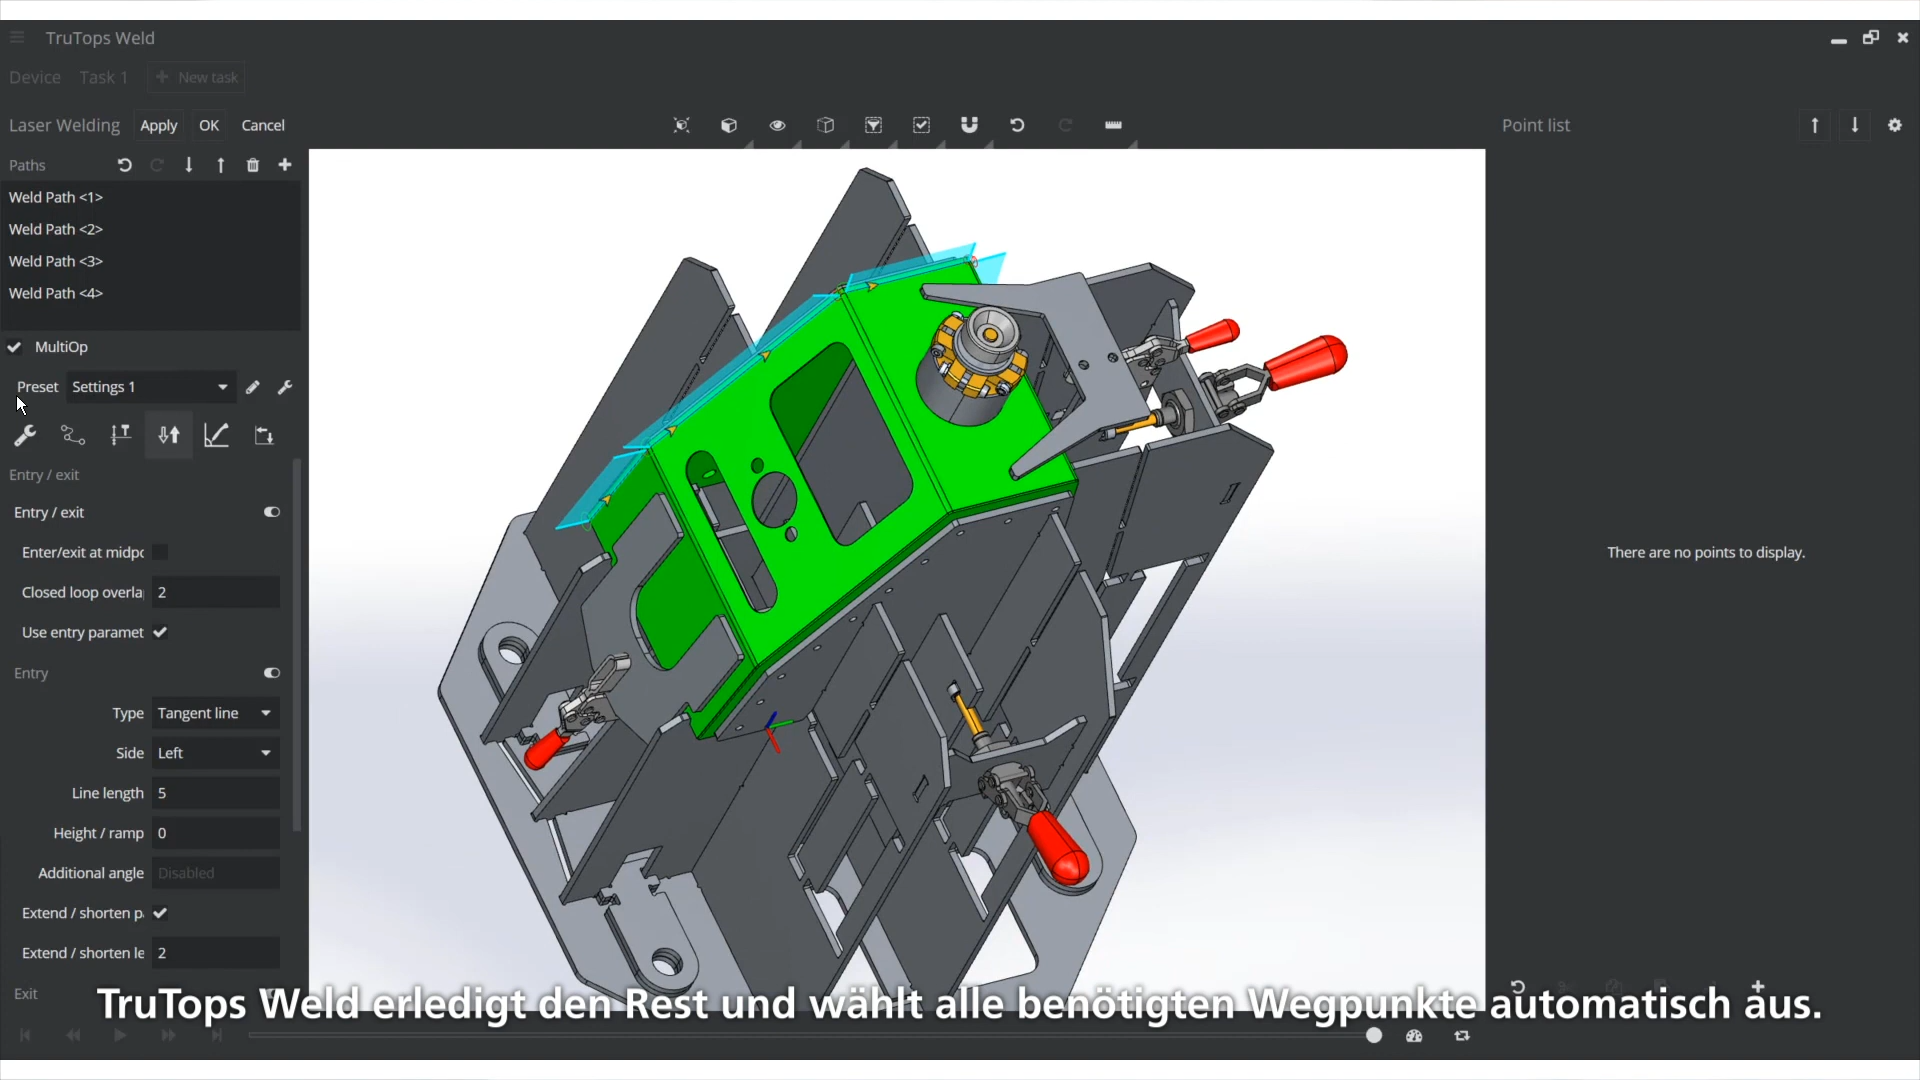 TruTops Weld
Device Task 1 New task
Laser Welding Apply OK Cancel
Point list
Paths
Weld Path <1>
Weld Path <2>
Weld Path <3>
Weld Path <4>
MultiOp
Preset Settings 1
Entry / exit
Entry / exit
Enter/exit at midpo
Closed loop overla 2
Use entry paramet
Entry
Type Tangent line
Side Left
Line length 5
Height / ramp 0
Additional angle Disabled
Extend / shorten pa
Extend / shorten le 2
Exit
There are no points to display.
TruTops Weld erledigt den Rest und wählt alle benötigten Wegpunkte automatisch aus.